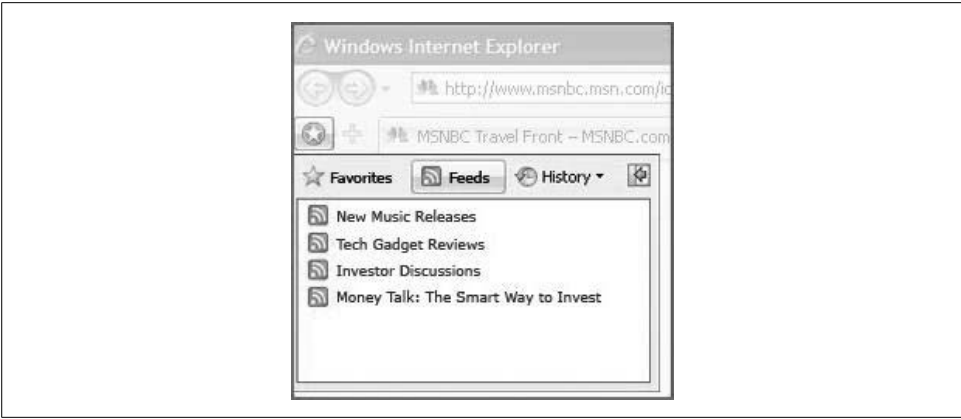 Windows Internet Explorer
http://www.msnbc.msn.com/ic
MSNBC Travel Front – MSNBC.com
Favorites Feeds History
New Music Releases
Tech Gadget Reviews
Investor Discussions
Money Talk: The Smart Way to Invest